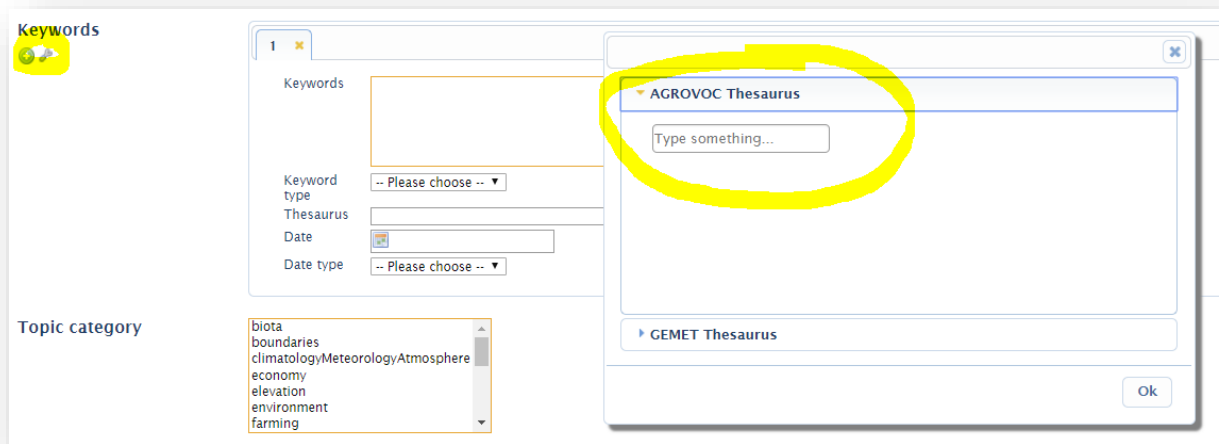 Keywords
1
Keywords
Keyword
type
-- Please choose --
Thesaurus
Date
Date type
-- Please choose --
AGROVOC Thesaurus
Type something...
GEMET Thesaurus
Ok
Topic category
biota
boundaries
climatologyMeteorologyAtmosphere
economy
elevation
environment
farming